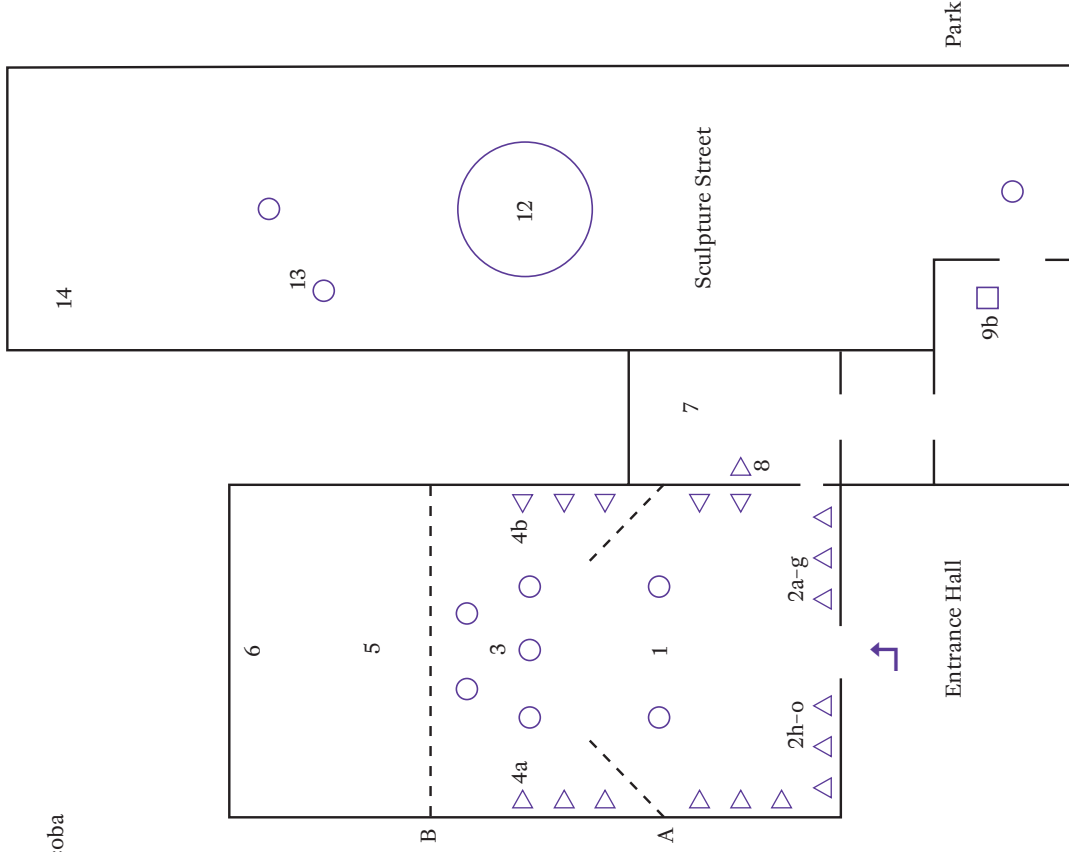 coba
14
6
13
5
B
3
4a
4b
12
A
1
7
Sculpture Street
8
2h–o
2a–g
Entrance Hall
Park
9b